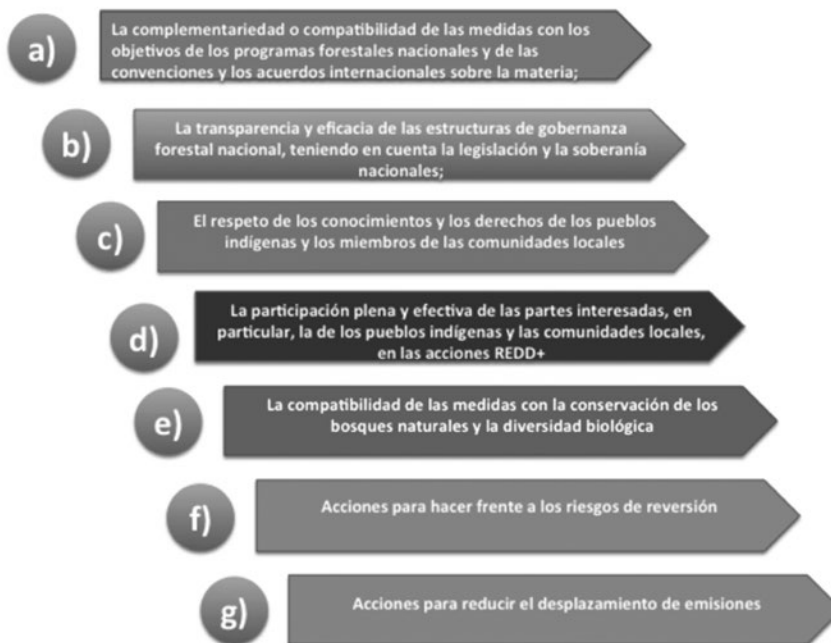 a)
La complementariedad o compatibilidad de las medidas con los
objetivos de los programas forestales nacionales y de las
convenciones y los acuerdos internacionales sobre la materia;
b)
La transparencia y eficacia de las estructuras de gobernanza
forestal nacional, teniendo en cuenta la legislación y la soberanía
nacionales;
c)
El respeto de los conocimientos y los derechos de los pueblos
indígenas y los miembros de las comunidades locales
d)
La participación plena y efectiva de las partes interesadas, en
particular, la de los pueblos indígenas y las comunidades locales,
en las acciones REDD+
e)
La compatibilidad de las medidas con la conservación de los
bosques naturales y la diversidad biológica
f)
Acciones para hacer frente a los riesgos de reversión
g)
Acciones para reducir el desplazamiento de emisiones